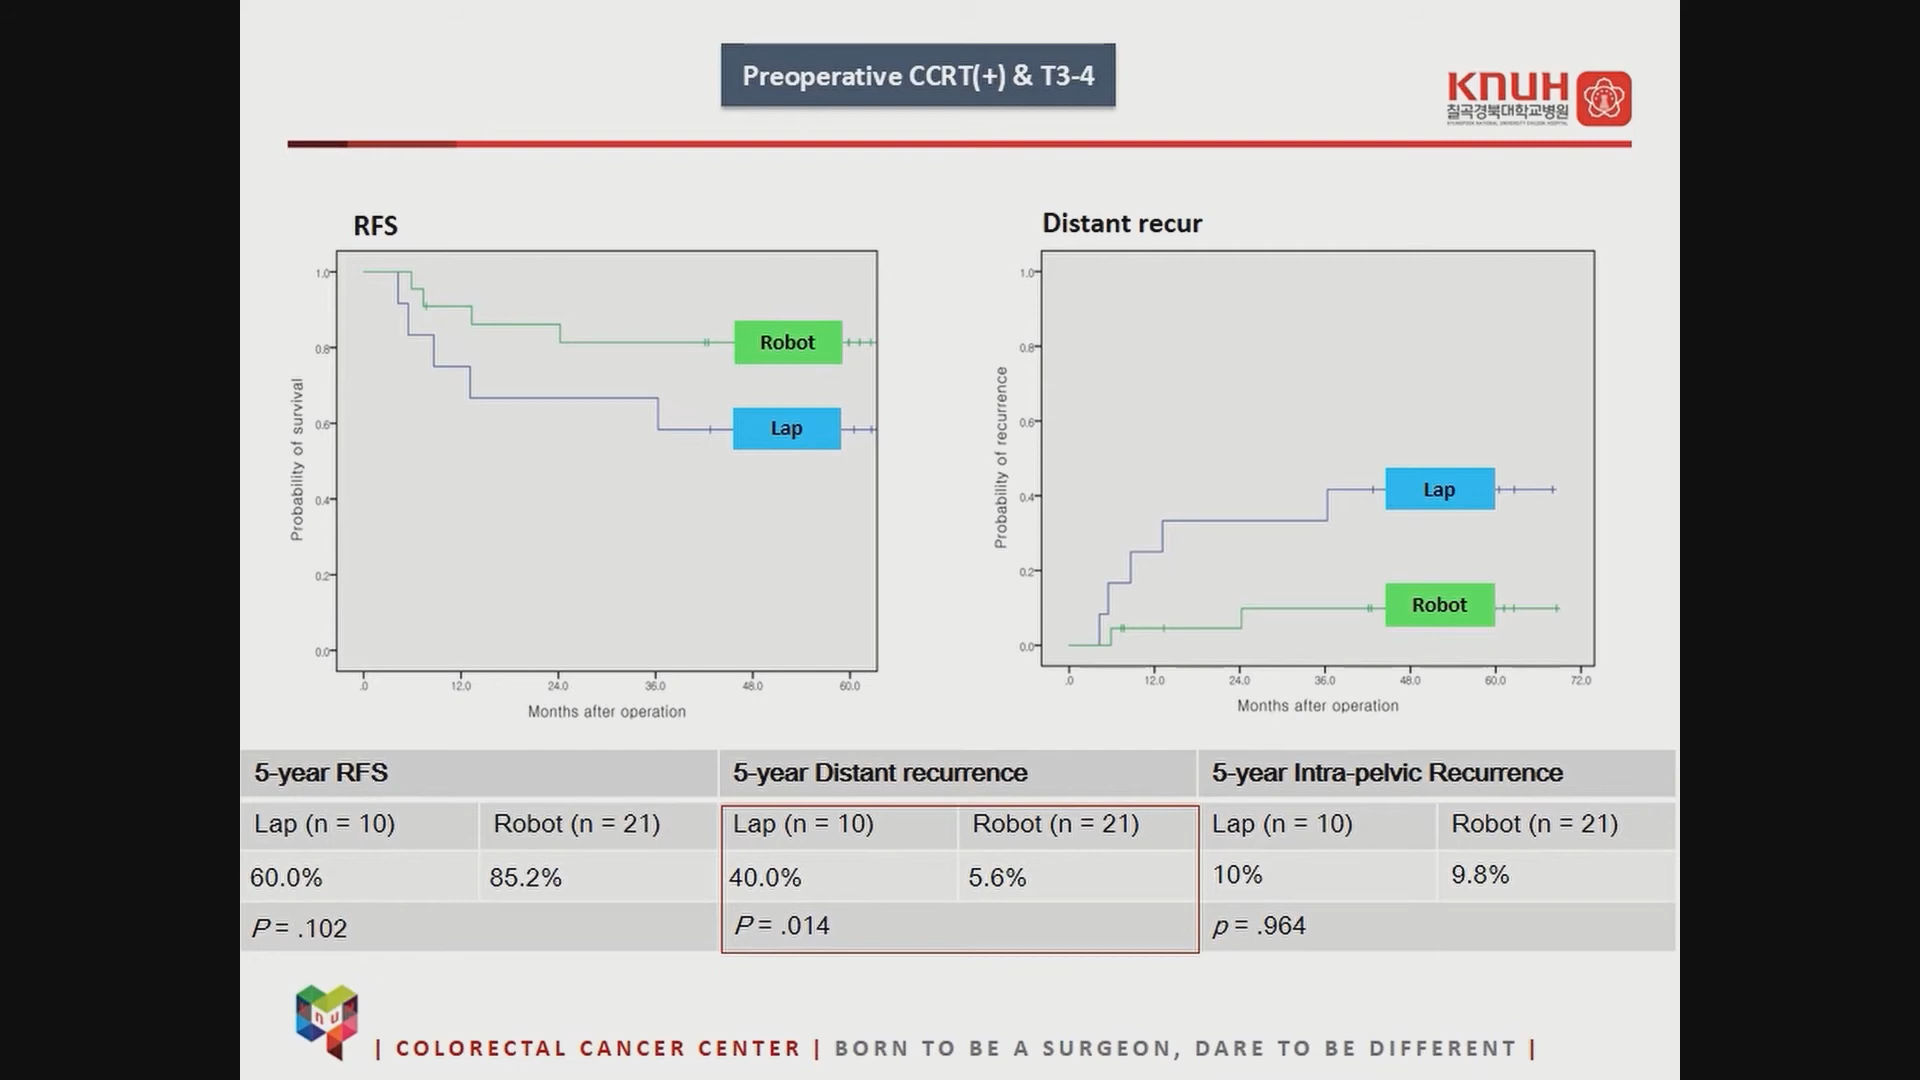 Preoperative CCRT(+) & T3-4
KNUH
칠곡경북대학교병원
RFS
Probability of survival
1.0
0.8
0.6
0.4
0.2
0.0
Robot
Lap
.0 12.0 24.0 36.0 48.0 60.0
Months after operation
Distant recur
Probability of recurrence
1.0
0.8
0.6
0.4
0.2
0.0
Lap
Robot
.0 12.0 24.0 36.0 48.0 60.0 72.0
Months after operation
5-year RFS 5-year Distant recurrence 5-year Intra-pelvic Recurrence
Lap (n = 10) Robot (n = 21) Lap (n = 10) Robot (n = 21) Lap (n = 10) Robot (n = 21)
60.0% 85.2% 40.0% 5.6% 10% 9.8%
P = .102 P = .014 p = .964
| COLORECTAL CANCER CENTER | BORN TO BE A SURGEON, DARE TO BE DIFFERENT |